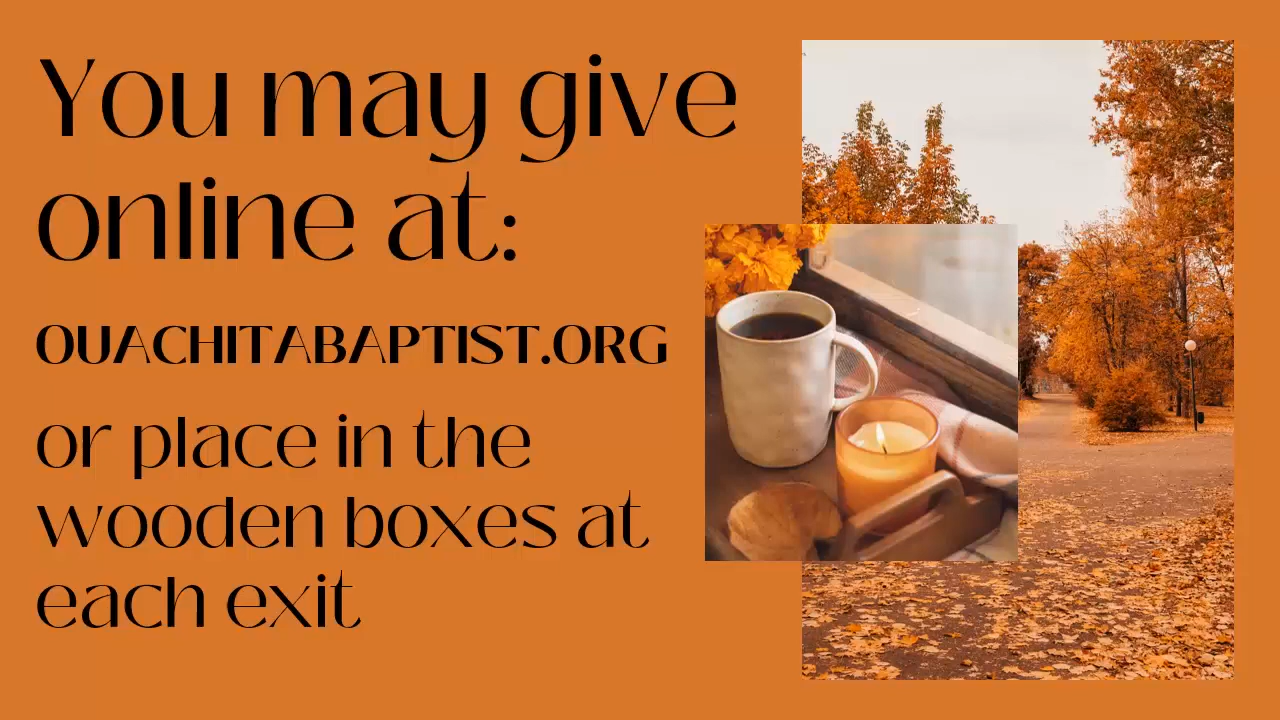 You may give
online at:
OUACHITABAPTIST.ORG
or place in the
wooden boxes at
each exit